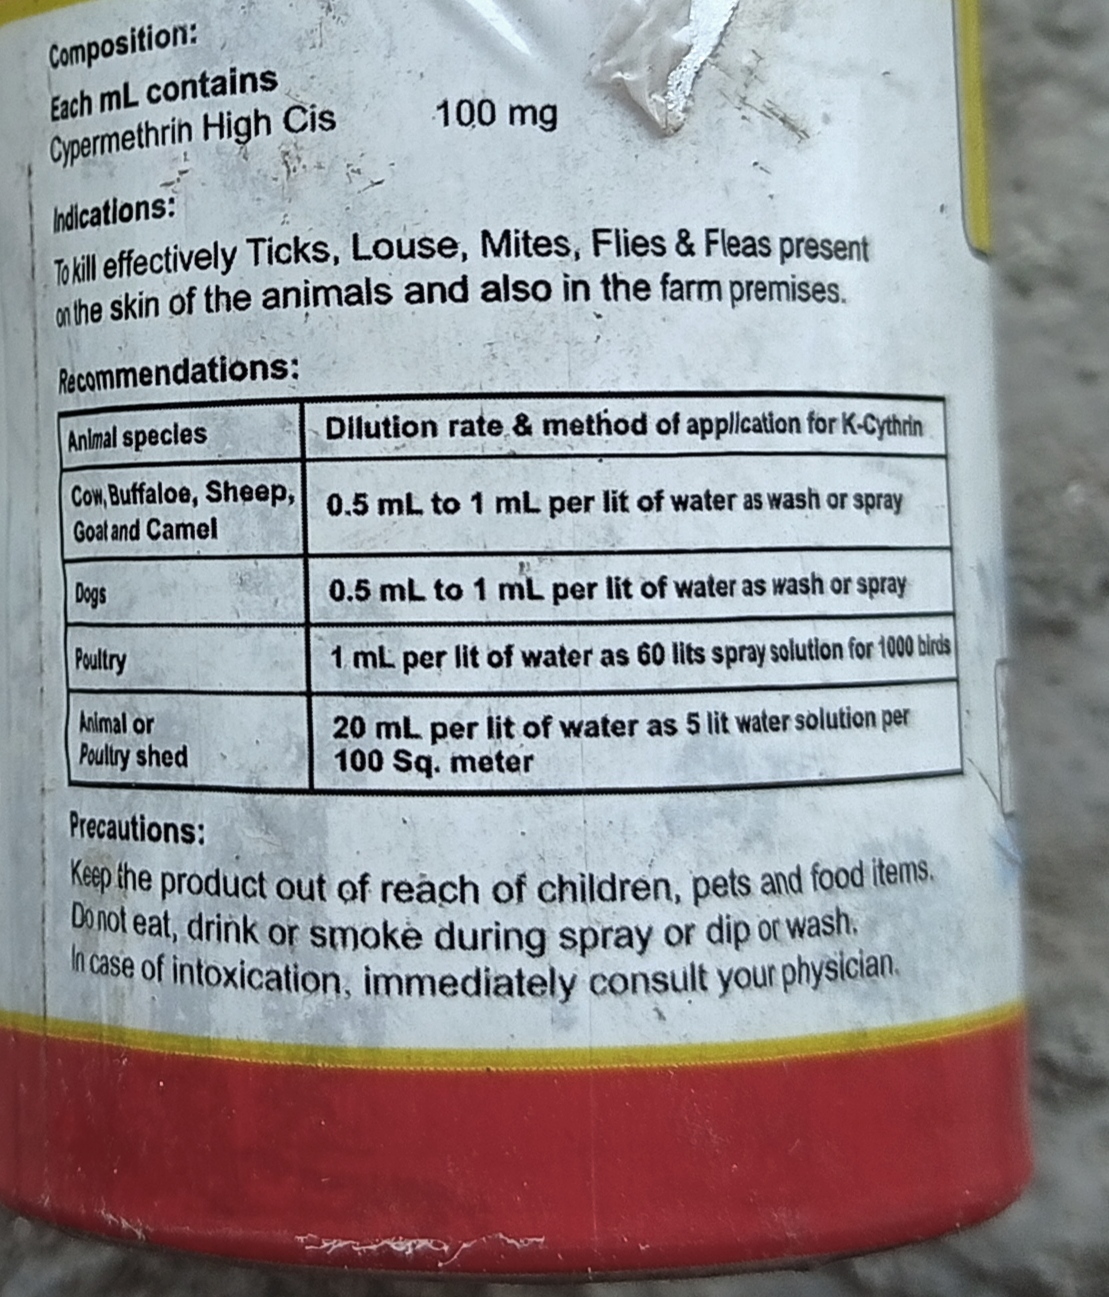 Composition:
Each mL contains
Cypermethrin High Cis 100 mg
Indications:
To kill effectively Ticks, Louse, Mites, Flies & Fleas present
on the skin of the animals and also in the farm premises.
Recommendations:
Animal species Dilution rate & method of application for K-Cythrin
Cow, Buffaloe, Sheep,
Goat and Camel 0.5 mL to 1 mL per lit of water as wash or spray
Dogs 0.5 mL to 1 mL per lit of water as wash or spray
Poultry 1 mL per lit of water as 60 lits spray solution for 1000 birds
Animal or
Poultry shed
20 mL per lit of water as 5 lit water solution per
100 Sq. meter
Precautions:
Keep the product out of reach of children, pets and food items.
Do not eat, drink or smoke during spray or dip or wash.
In case of intoxication, immediately consult your physician.